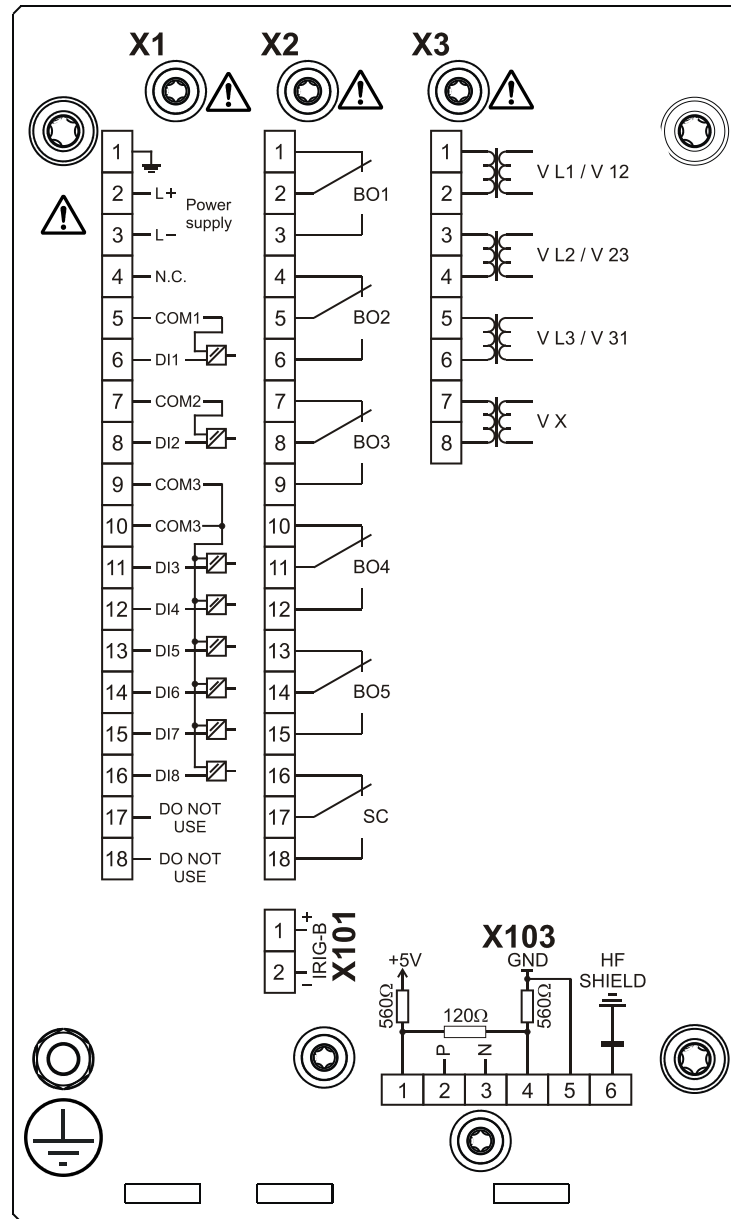 X1 X2 X3
1
2 L+ Power supply
3 L−
4 N.C.
5 COM1
6 DI1
7 COM2
8 DI2
9 COM3
10 COM3
11 DI3
12 DI4
13 DI5
14 DI6
15 DI7
16 DI8
17 DO NOT USE
18 DO NOT USE
1
2 BO1
3
4
5 BO2
6
7
8 BO3
9
10
11 BO4
12
13
14 BO5
15
16
17 SC
18
1
2
V L1 / V 12
3
4
V L2 / V 23
5
6
V L3 / V 31
7
8
V X
1 +
2 −
IRIG-B
X101
X103
+5V GND HF
SHIELD
560Ω 120Ω 560Ω
P N
1 2 3 4 5 6